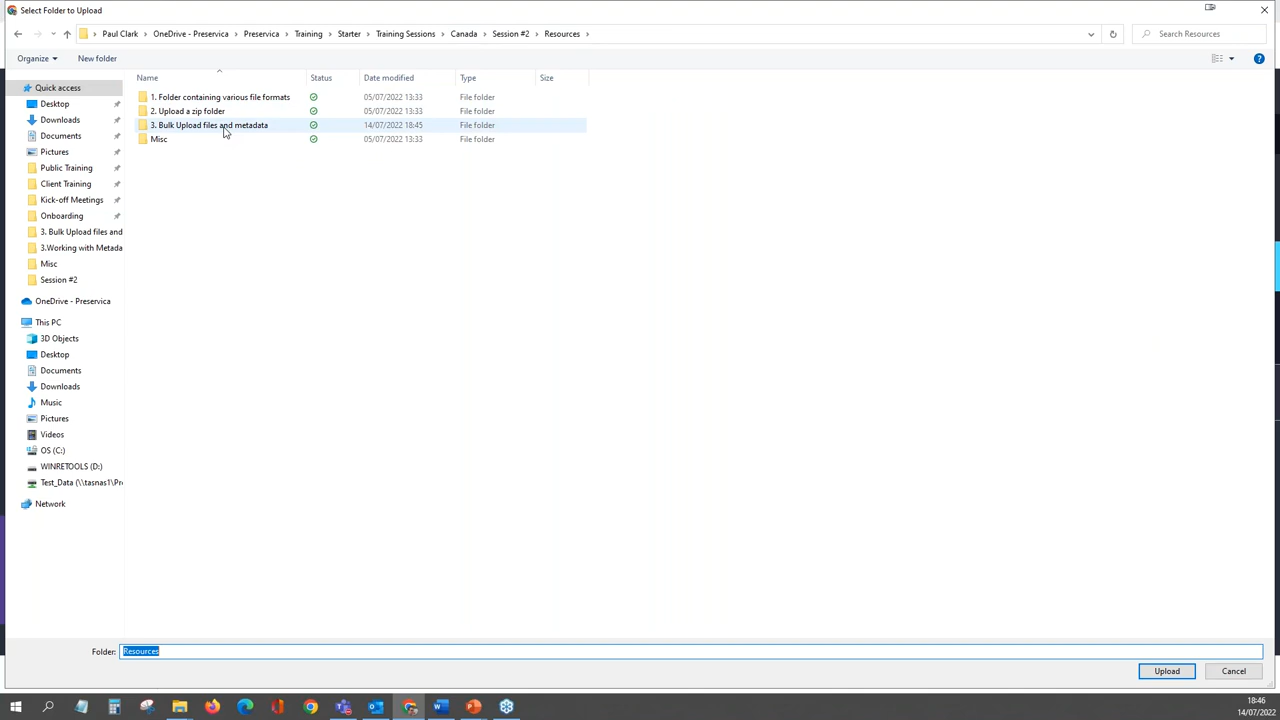 Select Folder to Upload
Paul Clark > OneDrive - Preservica > Preservica > Training > Starter > Training Sessions > Canada > Session #2 > Resources >
Search Resources
Organize
New folder
Name
Status
Date modified
Type
Size
Quick access
Desktop
Downloads
Documents
Pictures
Public Training
Client Training
Kick-off Meetings
Onboarding
3. Bulk Upload files and
3.Working with Metada
Misc
Session #2
OneDrive - Preservica
This PC
3D Objects
Desktop
Documents
Downloads
Music
Pictures
Videos
OS (C:)
WINRETOOLS (D:)
Test_Data (\\tasnas1\Pr
Network
1. Folder containing various file formats 05/07/2022 13:33 File folder
2. Upload a zip folder 05/07/2022 13:33 File folder
3. Bulk Upload files and metadata 14/07/2022 18:45 File folder
Misc 05/07/2022 13:33 File folder
Folder: Resources
Upload
Cancel
18:46
14/07/2022